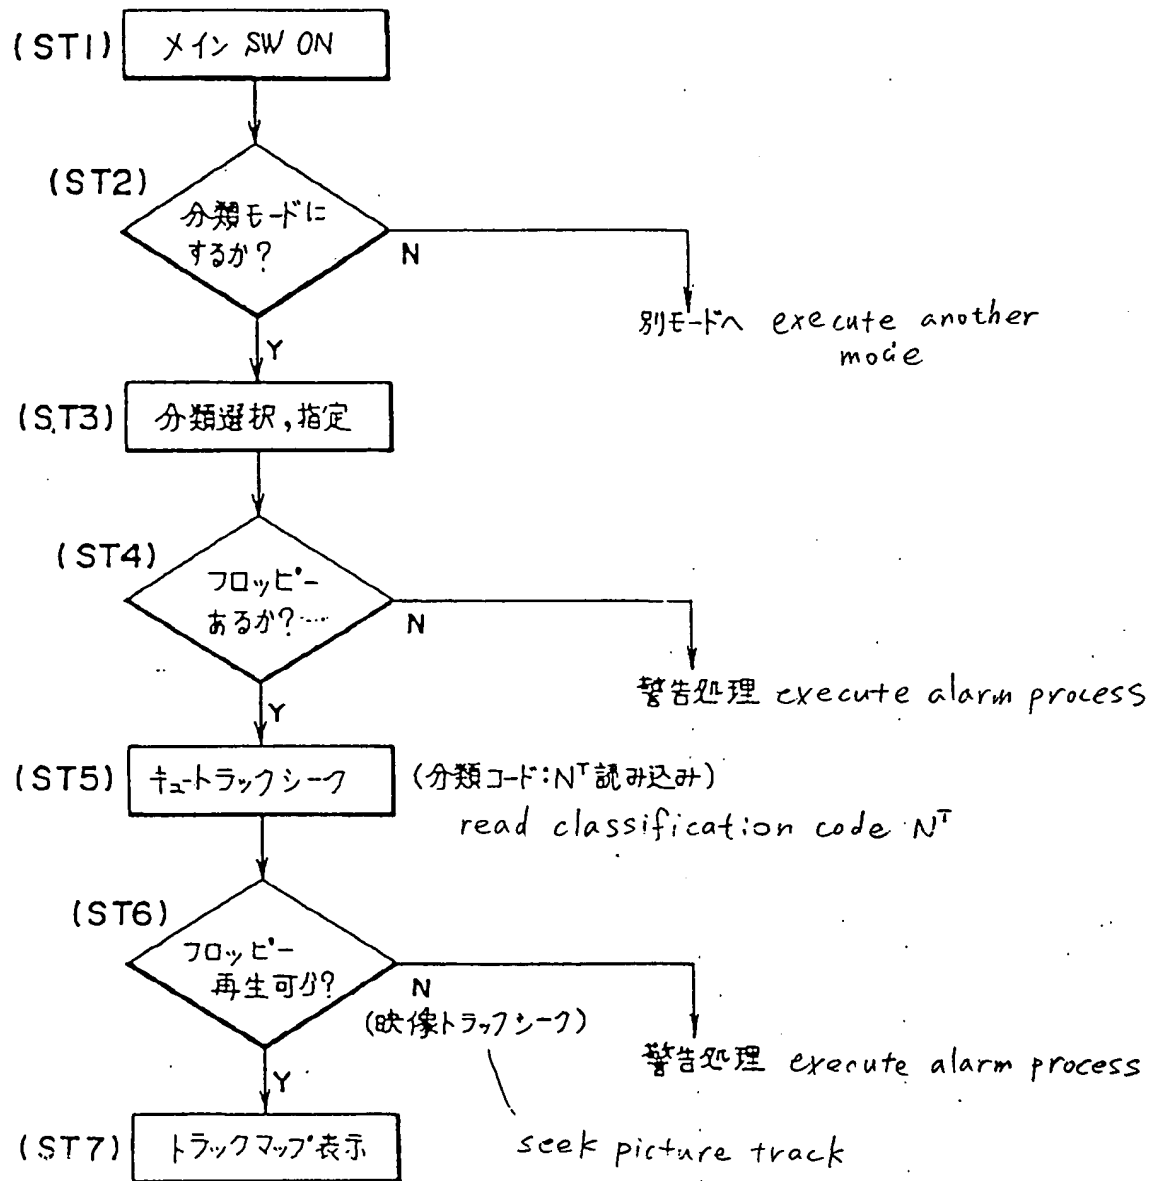 (ST1) メイン SW ON
(ST2)
分類モードに
するか?
N
別モードへ execute another
mode
Y
(ST3) 分類選択,指定
(ST4)
フロッピー
あるか?
N
警告処理 execute alarm process
Y
(ST5) キュートラックシーク (分類コード:Nᵀ 読み込み)
read classification code Nᵀ
(ST6)
フロッピー
再生可か?
N
(映像トラックシーク)
警告処理 execute alarm process
Y
(ST7) トラックマップ表示
seek picture track